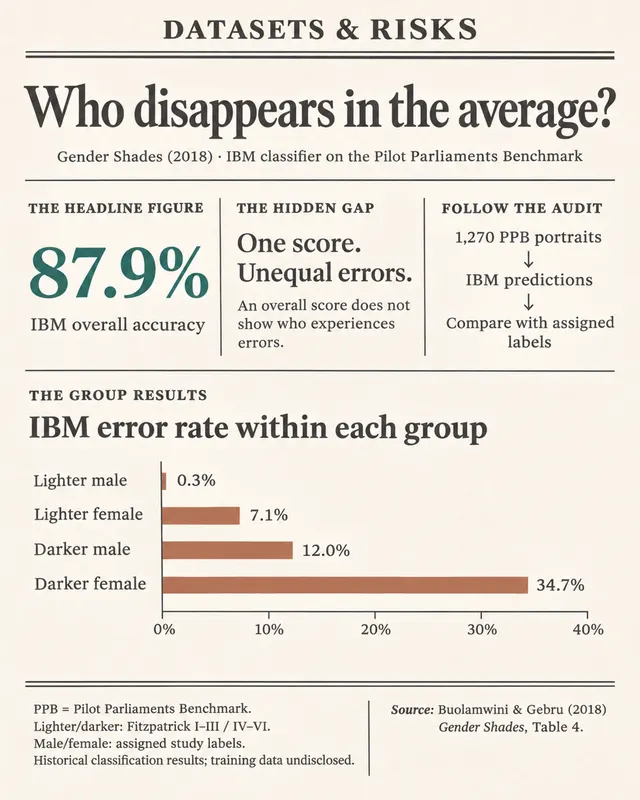 DATASETS & RISKS
Who disappears in the average?
Gender Shades (2018) · IBM classifier on the Pilot Parliaments Benchmark
THE HEADLINE FIGURE
87.9%
IBM overall accuracy
THE HIDDEN GAP
One score.
Unequal errors.
An overall score does not
show who experiences
errors.
FOLLOW THE AUDIT
1,270 PPB portraits
↓
IBM predictions
↓
Compare with assigned
labels
THE GROUP RESULTS
IBM error rate within each group
Lighter male 0.3%
Lighter female 7.1%
Darker male 12.0%
Darker female 34.7%
0% 10% 20% 30% 40%
PPB = Pilot Parliaments Benchmark.
Lighter/darker: Fitzpatrick I–III / IV–VI.
Male/female: assigned study labels.
Historical classification results; training data undisclosed.
Source: Buolamwini & Gebru (2018)
Gender Shades, Table 4.